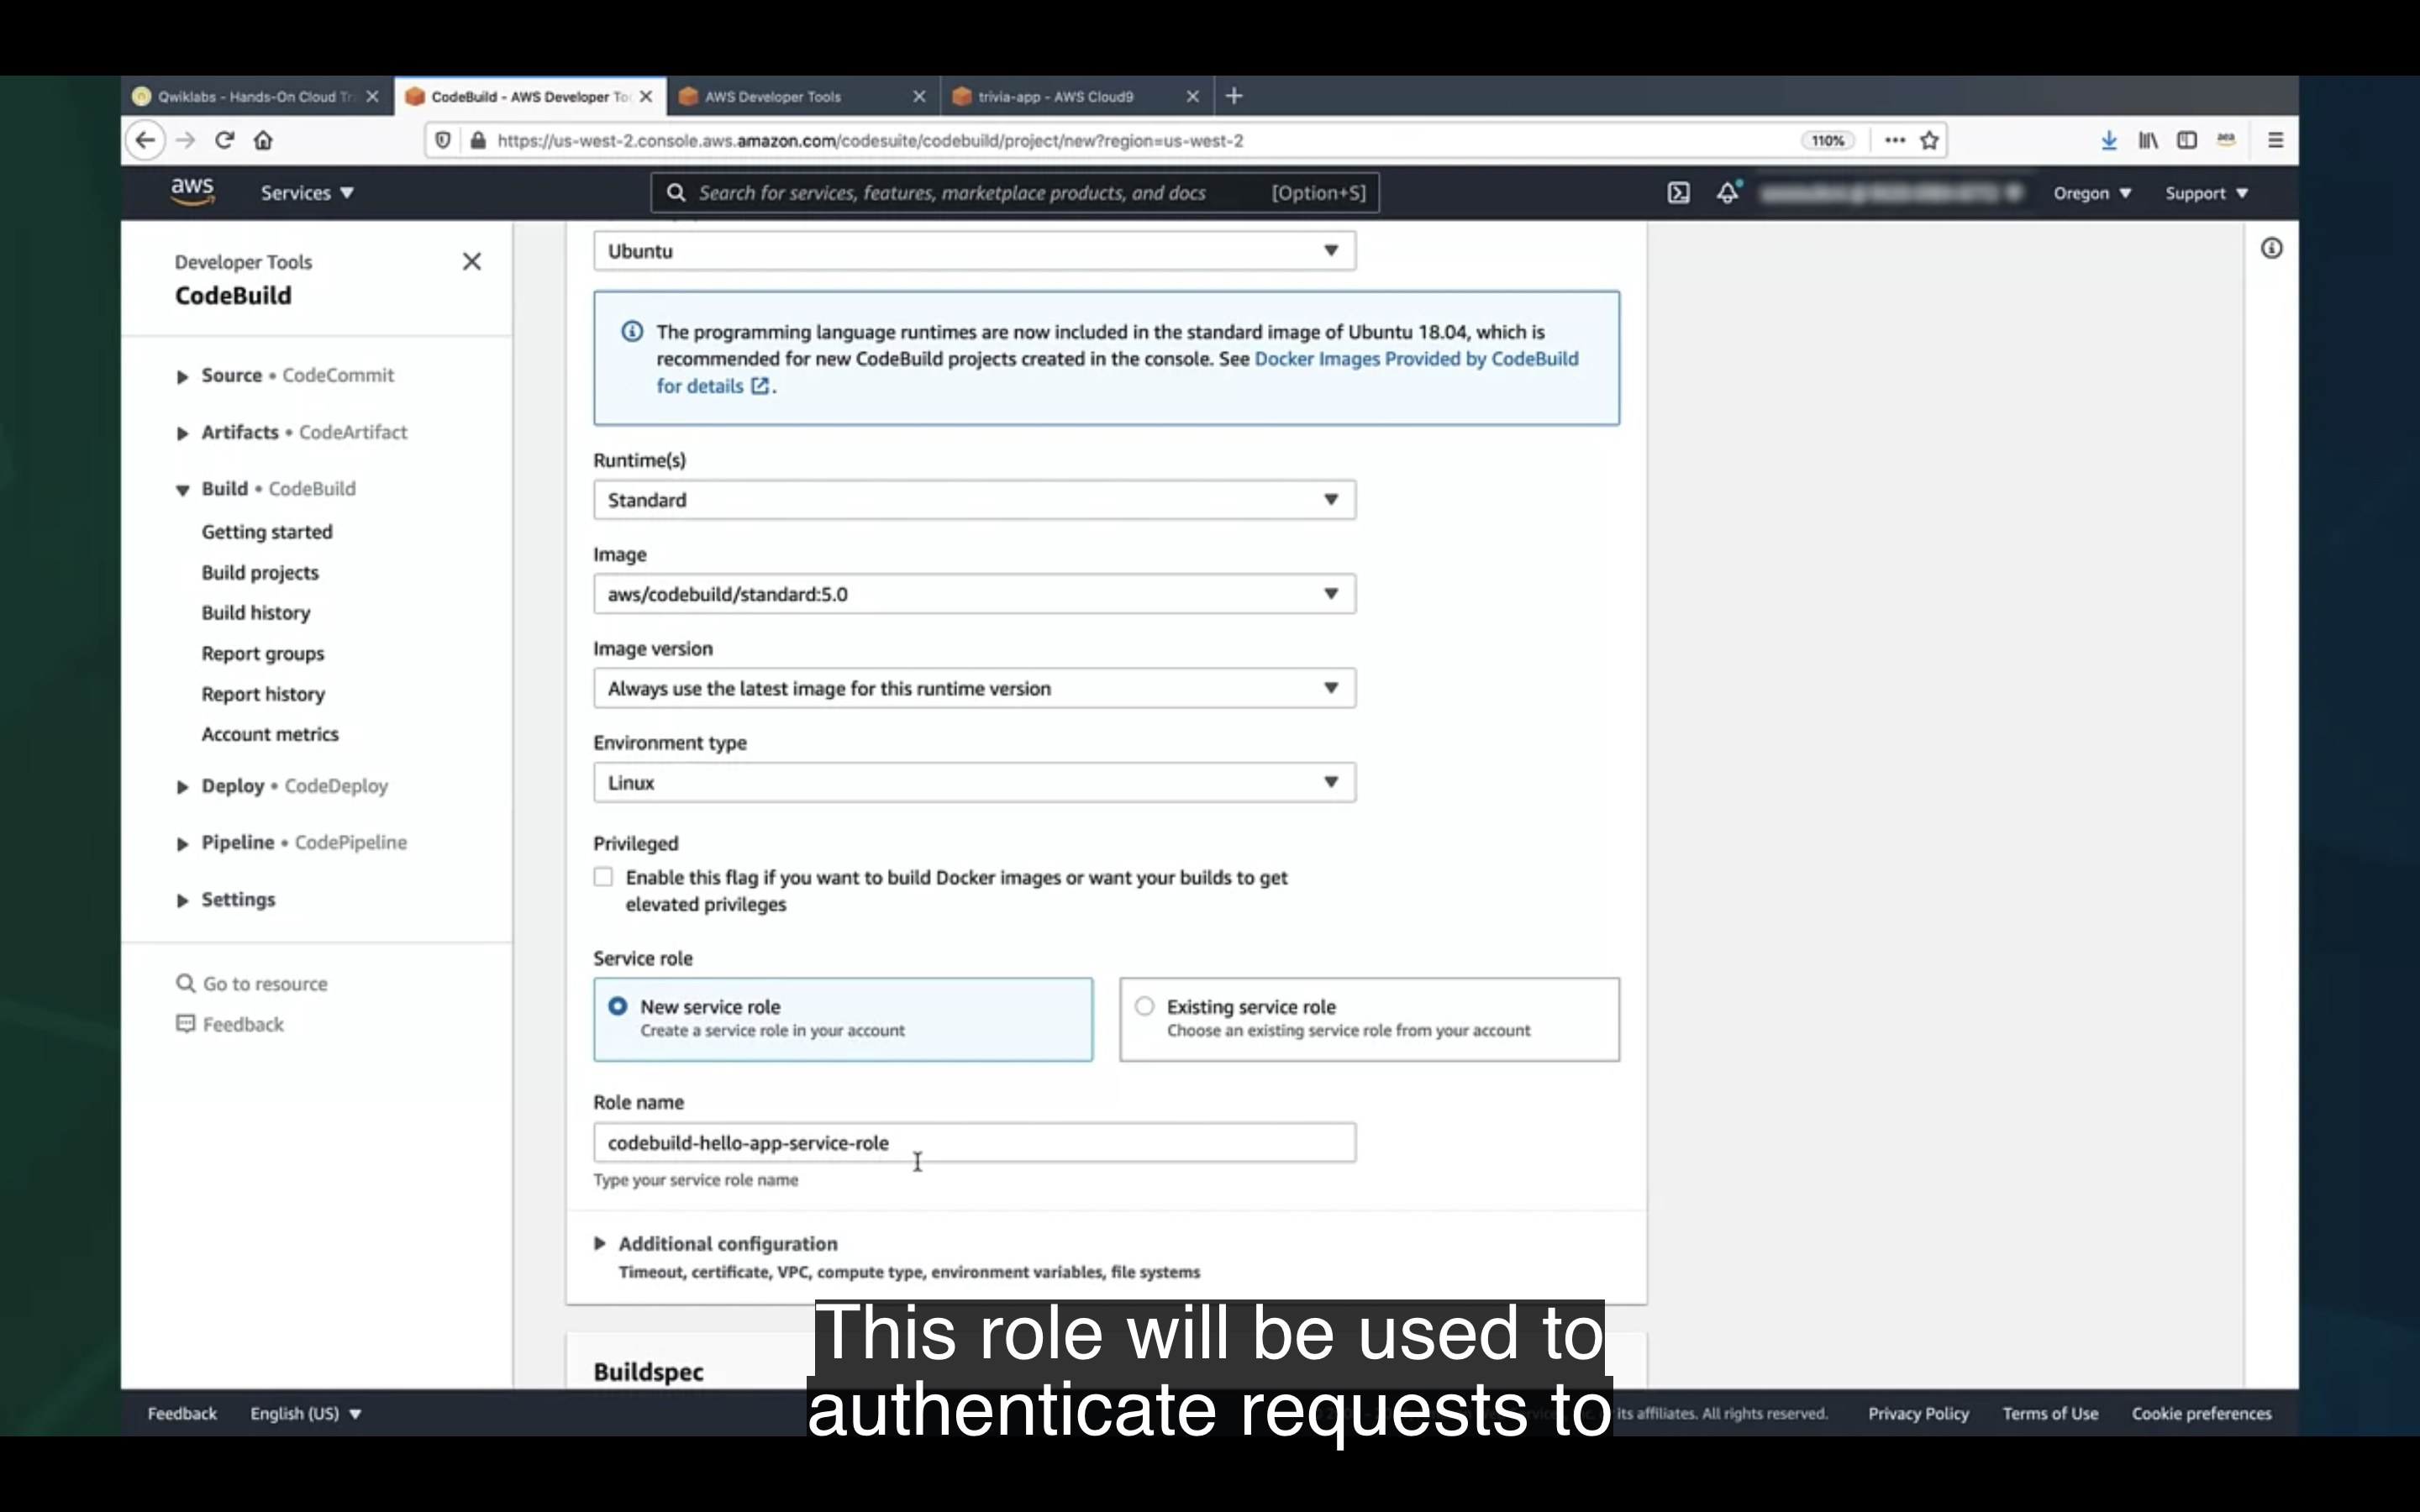 Qwiklabs - Hands-On Cloud Tr
CodeBuild - AWS Developer To
AWS Developer Tools
trivia-app - AWS Cloud9
https://us-west-2.console.aws.amazon.com/codesuite/codebuild/project/new?region=us-west-2
110%
aws
Services
Search for services, features, marketplace products, and docs
[Option+S]
Oregon
Support
Developer Tools
CodeBuild
Source • CodeCommit
Artifacts • CodeArtifact
Build • CodeBuild
Getting started
Build projects
Build history
Report groups
Report history
Account metrics
Deploy • CodeDeploy
Pipeline • CodePipeline
Settings
Go to resource
Feedback
Ubuntu
The programming language runtimes are now included in the standard image of Ubuntu 18.04, which is
recommended for new CodeBuild projects created in the console. See Docker Images Provided by CodeBuild
for details .
Runtime(s)
Standard
Image
aws/codebuild/standard:5.0
Image version
Always use the latest image for this runtime version
Environment type
Linux
Privileged
Enable this flag if you want to build Docker images or want your builds to get
elevated privileges
Service role
New service role
Create a service role in your account
Existing service role
Choose an existing service role from your account
Role name
codebuild-hello-app-service-role
Type your service role name
Additional configuration
Timeout, certificate, VPC, compute type, environment variables, file systems
Buildspec
This role will be used to
authenticate requests to
Feedback
English (US)
its affiliates. All rights reserved.
Privacy Policy
Terms of Use
Cookie preferences